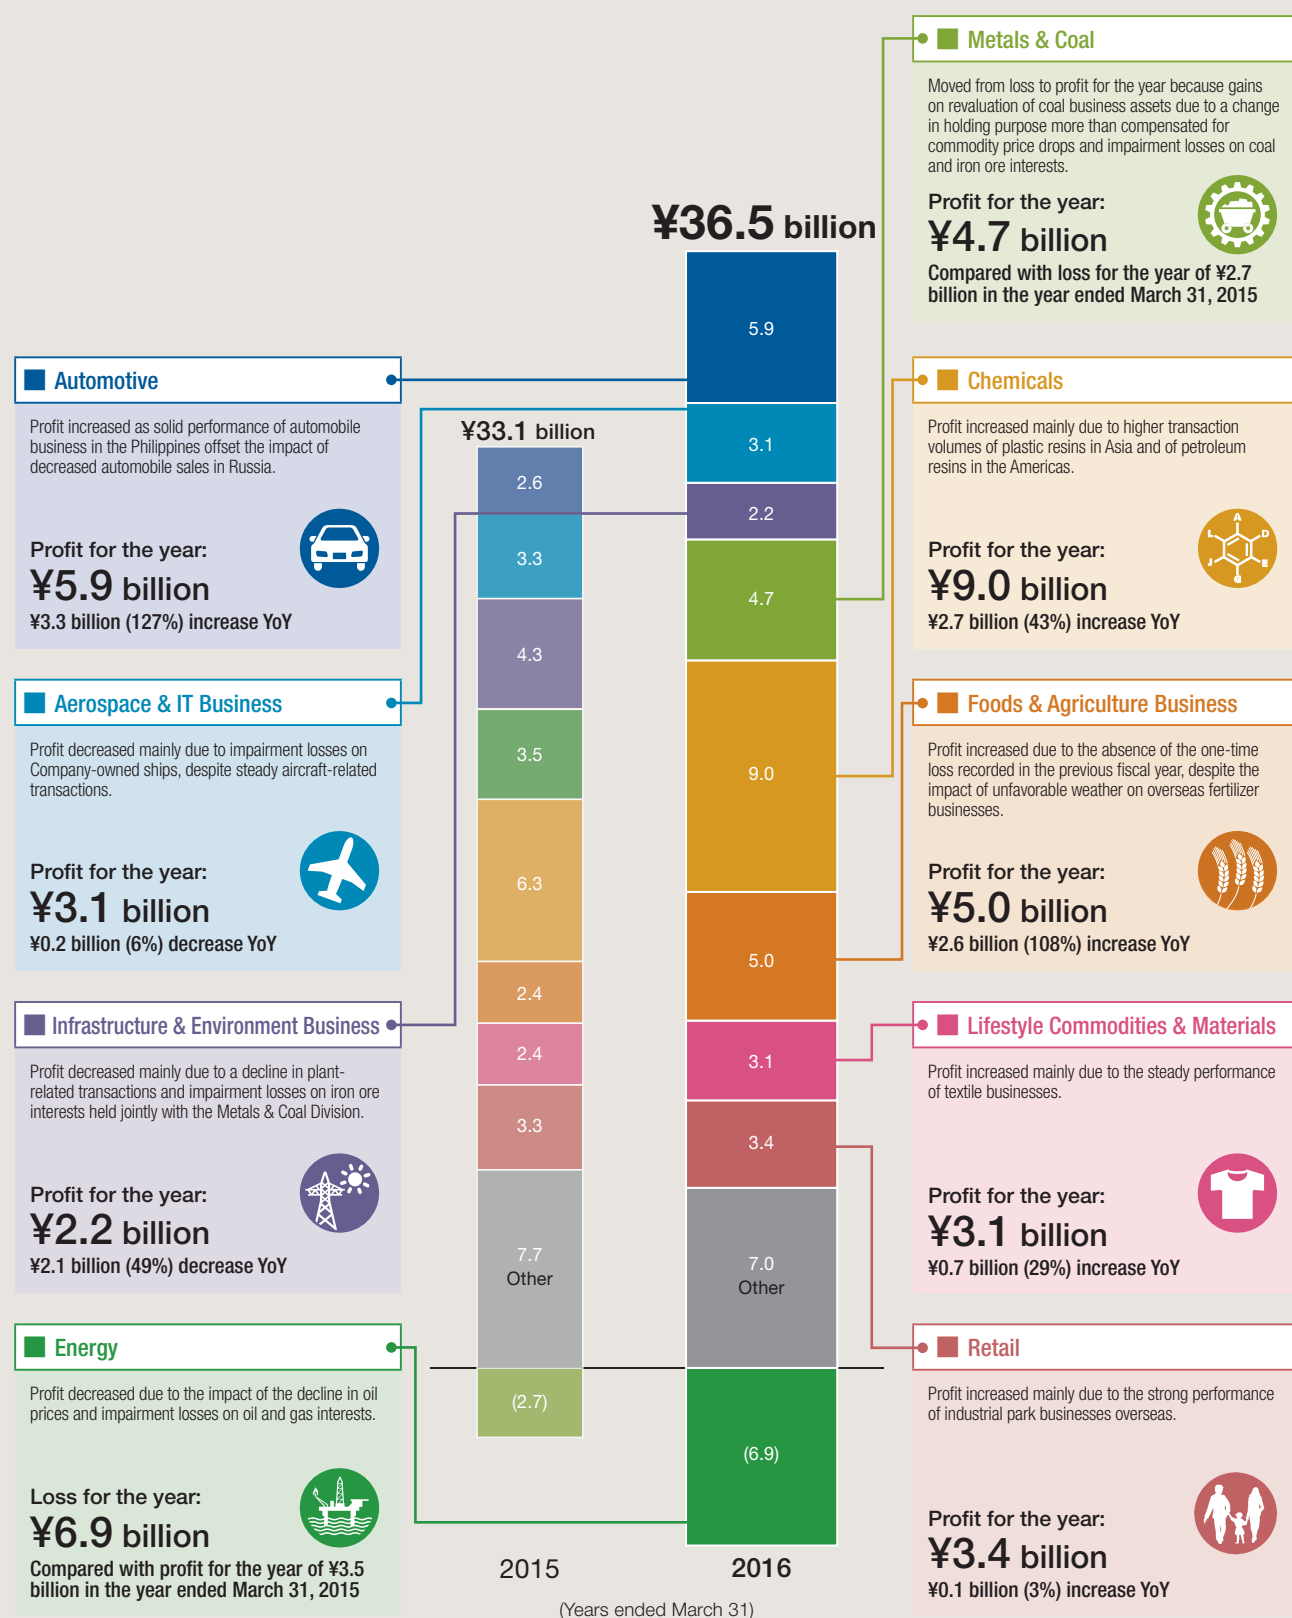 Metals & Coal
Moved from loss to profit for the year because gains
on revaluation of coal business assets due to a change
in holding purpose more than compensated for
commodity price drops and impairment losses on coal
and iron ore interests.
Profit for the year:
¥4.7 billion
Compared with loss for the year of ¥2.7
billion in the year ended March 31, 2015
Automotive
Profit increased as solid performance of automobile
business in the Philippines offset the impact of
decreased automobile sales in Russia.
Profit for the year:
¥5.9 billion
¥3.3 billion (127%) increase YoY
Aerospace & IT Business
Profit decreased mainly due to impairment losses on
Company-owned ships, despite steady aircraft-related
transactions.
Profit for the year:
¥3.1 billion
¥0.2 billion (6%) decrease YoY
Infrastructure & Environment Business
Profit decreased mainly due to a decline in plant-
related transactions and impairment losses on iron ore
interests held jointly with the Metals & Coal Division.
Profit for the year:
¥2.2 billion
¥2.1 billion (49%) decrease YoY
Energy
Profit decreased due to the impact of the decline in oil
prices and impairment losses on oil and gas interests.
Loss for the year:
¥6.9 billion
Compared with profit for the year of ¥3.5
billion in the year ended March 31, 2015
¥33.1 billion
2.6
3.3
4.3
3.5
6.3
2.4
2.4
3.3
7.7
Other
(2.7)
2015
¥36.5 billion
5.9
3.1
2.2
4.7
9.0
5.0
3.1
3.4
7.0
Other
(6.9)
2016
(Years ended March 31)
Chemicals
Profit increased mainly due to higher transaction
volumes of plastic resins in Asia and of petroleum
resins in the Americas.
A
L
D
J
E
G
Profit for the year:
¥9.0 billion
¥2.7 billion (43%) increase YoY
Foods & Agriculture Business
Profit increased due to the absence of the one-time
loss recorded in the previous fiscal year, despite the
impact of unfavorable weather on overseas fertilizer
businesses.
Profit for the year:
¥5.0 billion
¥2.6 billion (108%) increase YoY
Lifestyle Commodities & Materials
Profit increased mainly due to the steady performance
of textile businesses.
Profit for the year:
¥3.1 billion
¥0.7 billion (29%) increase YoY
Retail
Profit increased mainly due to the strong performance
of industrial park businesses overseas.
Profit for the year:
¥3.4 billion
¥0.1 billion (3%) increase YoY